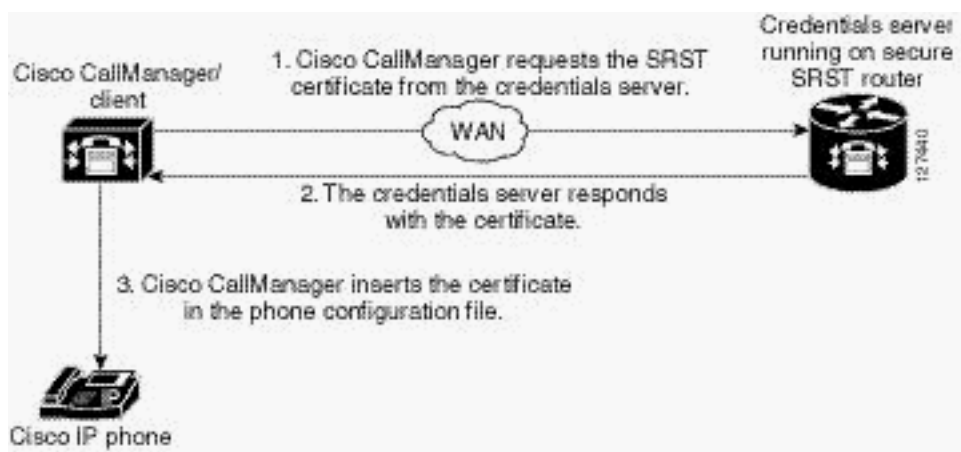 Credentials server
running on secure
SRST router
Cisco CallManager/
client
1. Cisco CallManager requests the SRST
certificate from the credentials server.
WAN
127440
2. The credentials server responds
with the certificate.
3. Cisco CallManager inserts the certificate
in the phone configuration file.
Cisco IP phone